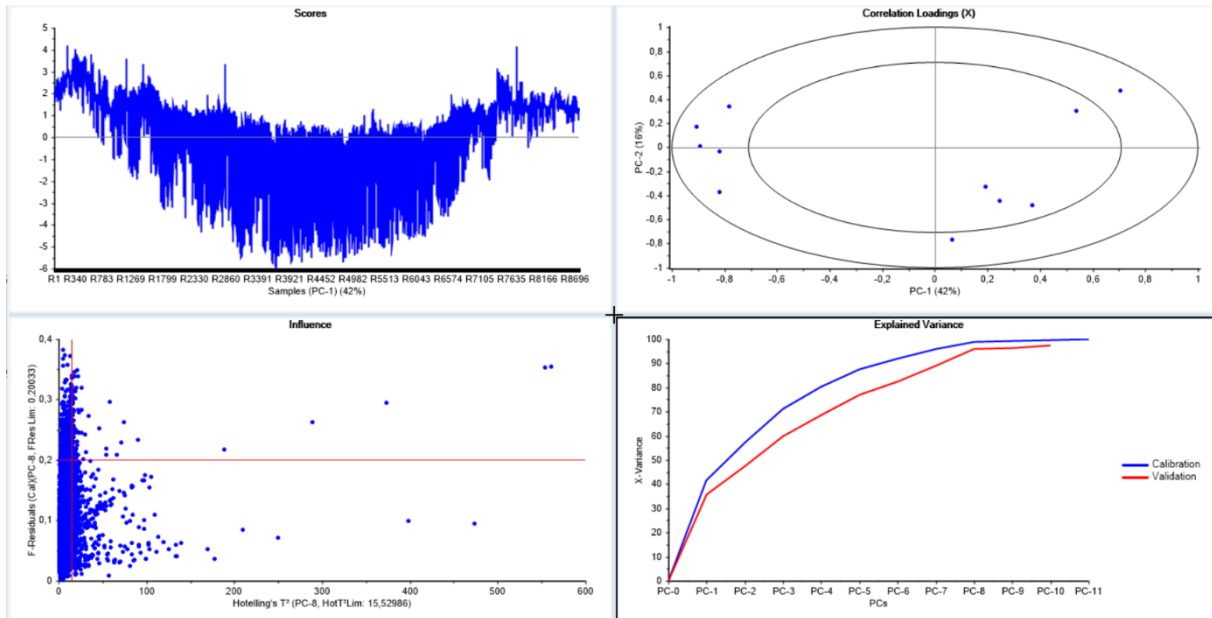 Scores
5
4
3
2
1
0
-1
-2
-3
-4
-5
-6
R1 R340 R783 R1269 R1799 R2330 R2860 R3391 R3921 R4452 R4982 R5513 R6043 R6574 R7105 R7635 R8166 R8696
Samples (PC-1) (42%)
Correlation Loadings (X)
PC-2 (16%)
1
0,8
0,6
0,4
0,2
0
-0,2
-0,4
-0,6
-0,8
-1
-1 -0,8 -0,6 -0,4 -0,2 0 0,2 0,4 0,6 0,8 1
PC-1 (42%)
Influence
F-Residuals (Cal)(PC-8, FRes Lim: 0,20033)
0,4
0,3
0,2
0,1
0
0 100 200 300 400 500 600
Hotelling's T² (PC-8, HotT²Lim: 15,52986)
Explained Variance
X-Variance
100
90
80
70
60
50
40
30
20
10
0
PC-0 PC-1 PC-2 PC-3 PC-4 PC-5 PC-6 PC-7 PC-8 PC-9 PC-10 PC-11
PCs
Calibration
Validation